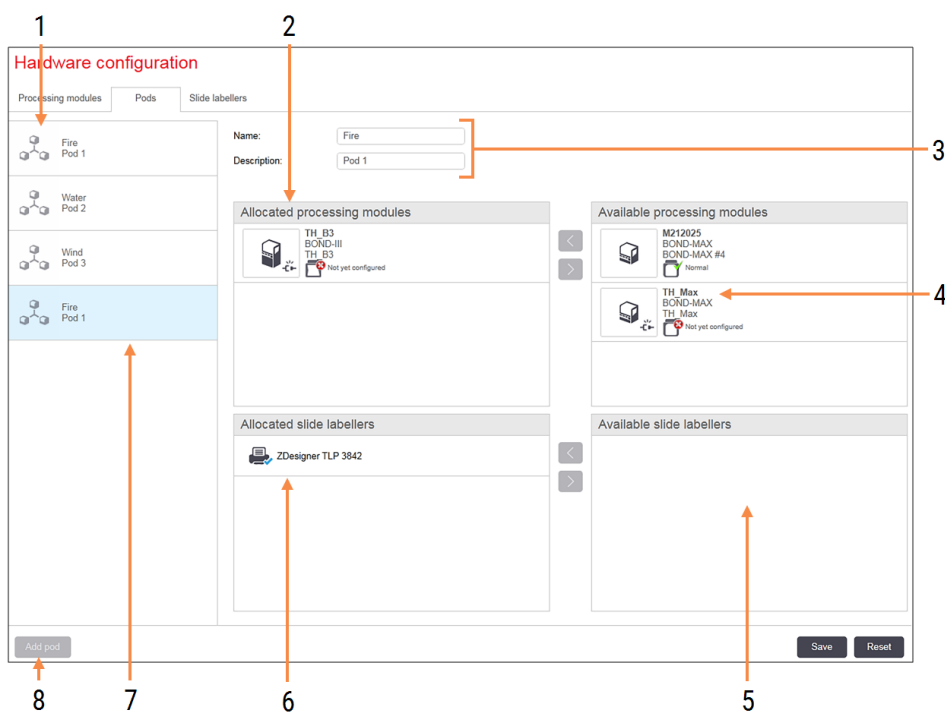 1
2
Hardware configuration
Processing modules
Pods
Slide labellers
Fire
Pod 1
Water
Pod 2
Wind
Pod 3
Fire
Pod 1
Name:
Fire
Description:
Pod 1
3
Allocated processing modules
TH_B3
BOND-III
TH_B3
Not yet configured
<
>
Available processing modules
M212025
BOND-MAX
BOND-MAX #4
Normal
TH_Max
BOND-MAX
TH_Max
Not yet configured
4
Allocated slide labellers
ZDesigner TLP 3842
<
>
Available slide labellers
Add pod
Save
Reset
8
7
6
5